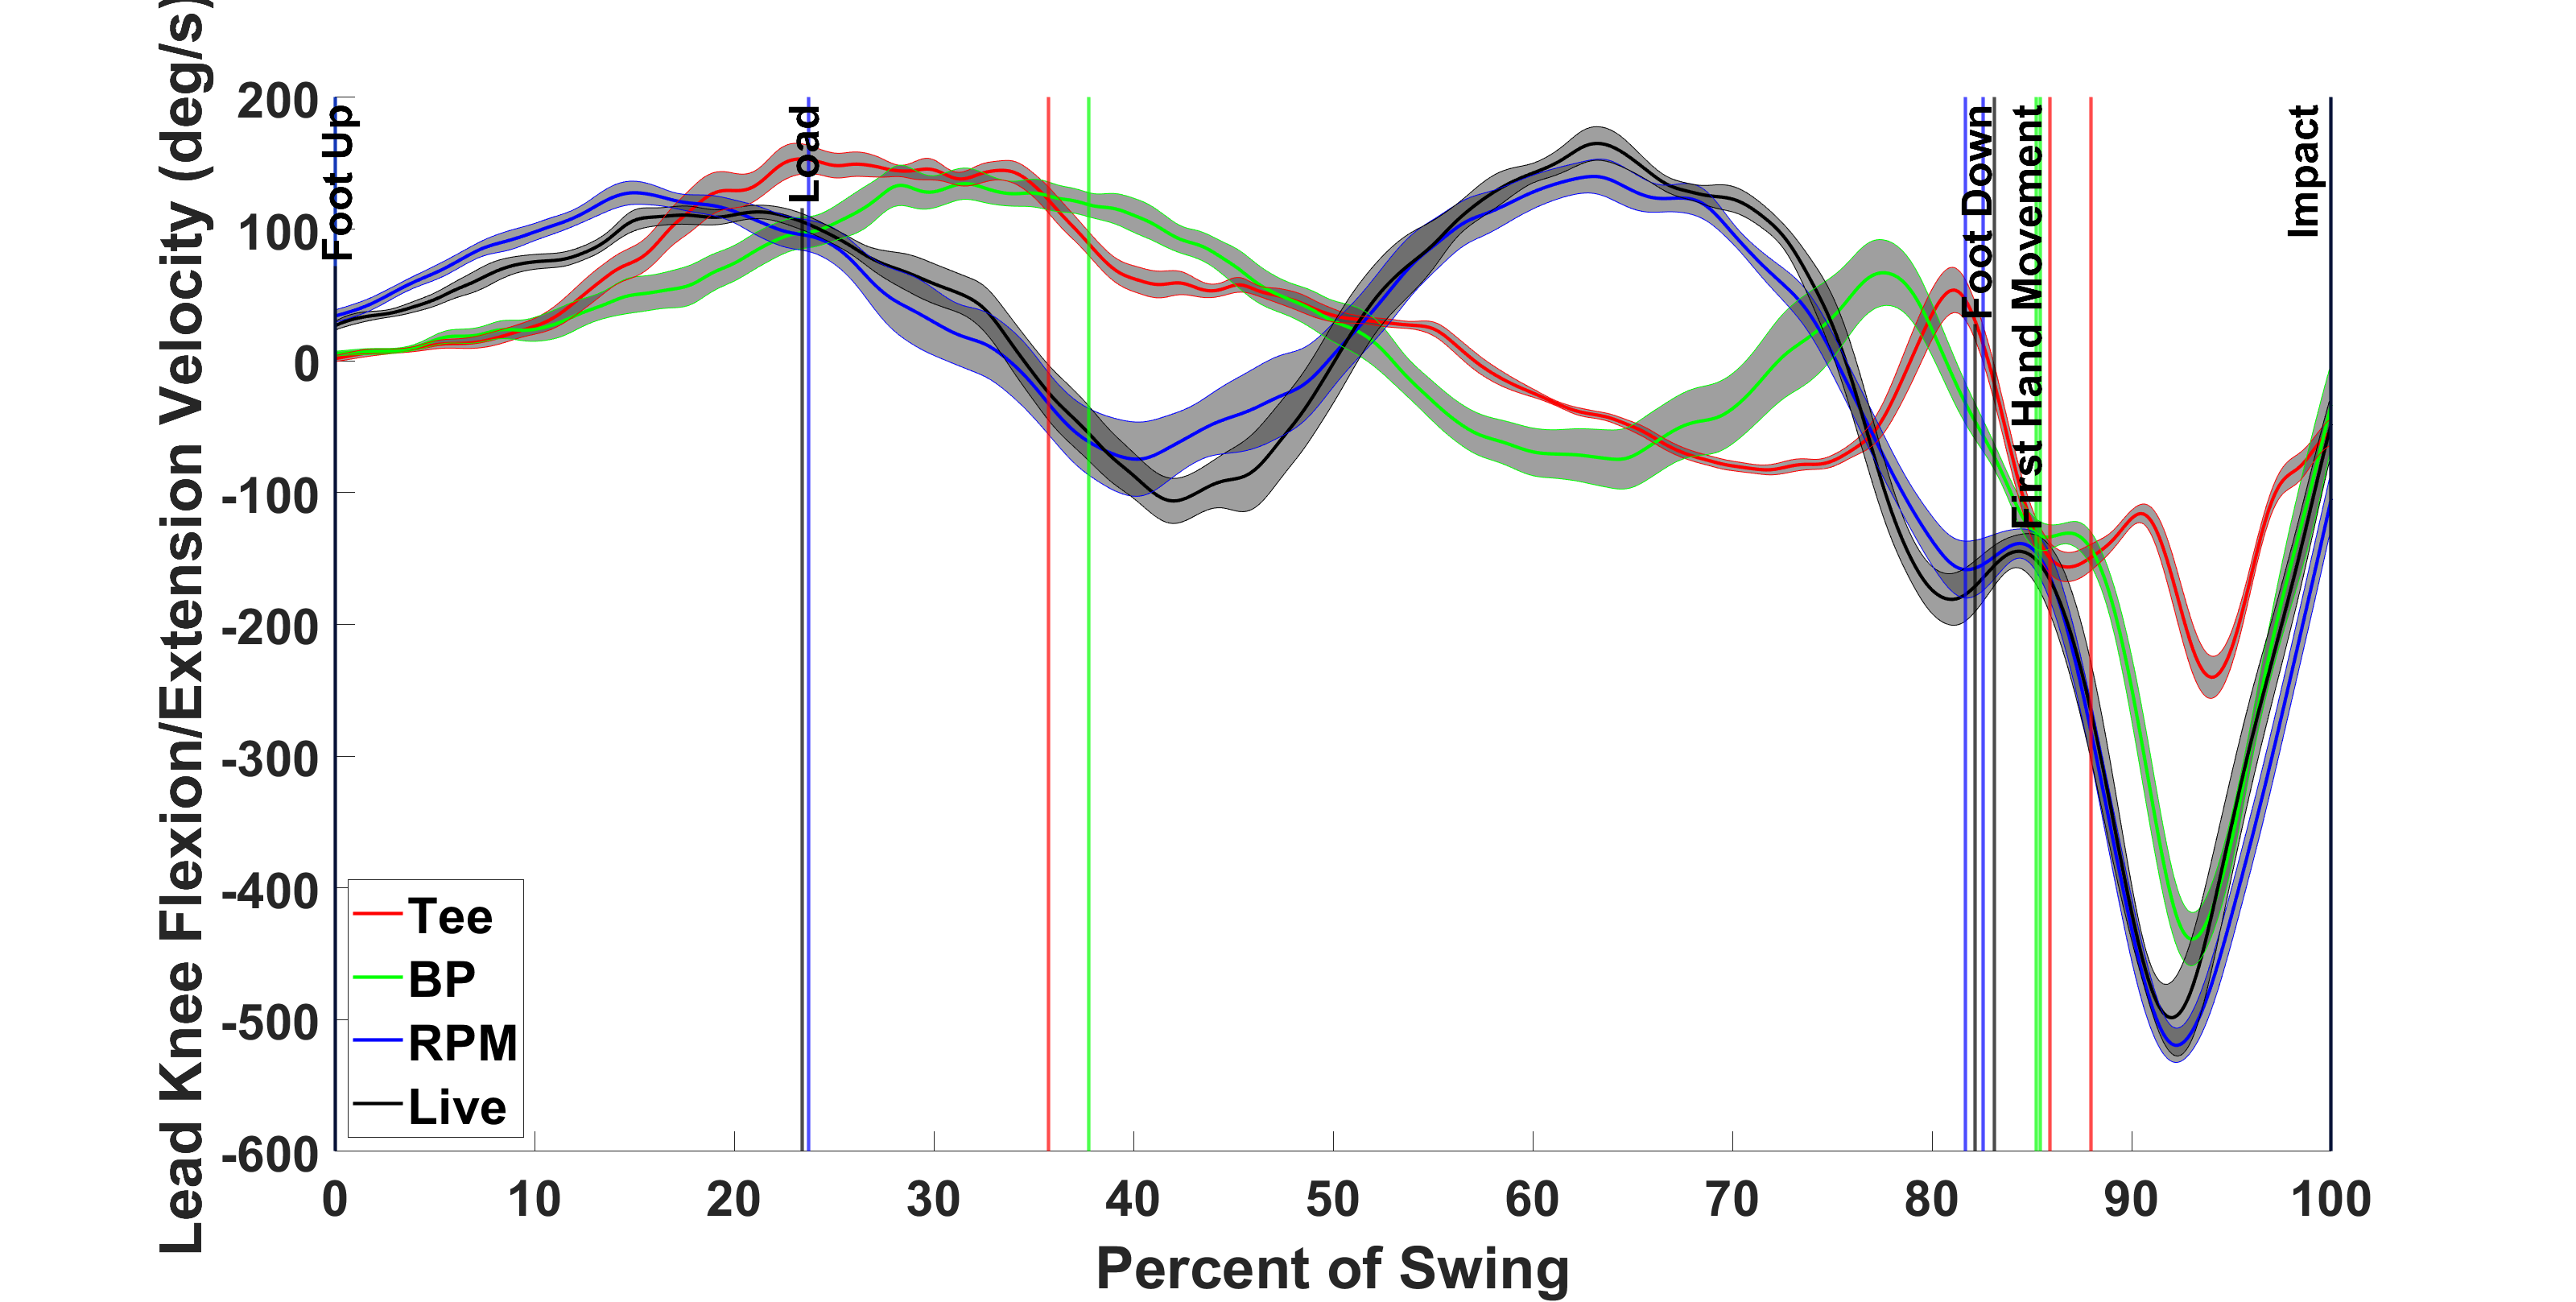 Lead Knee Flexion/Extension Velocity (deg/s)
200
100
0
-100
-200
-300
-400
-500
-600
Foot Up
Load
Foot Down
First Hand Movement
Impact
Tee
BP
RPM
Live
0 10 20 30 40 50 60 70 80 90 100
Percent of Swing